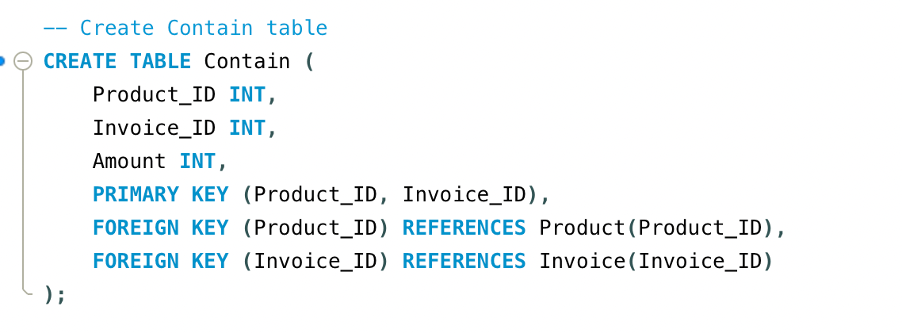 -- Create Contain table
CREATE TABLE Contain (
Product_ID INT,
Invoice_ID INT,
Amount INT,
PRIMARY KEY (Product_ID, Invoice_ID),
FOREIGN KEY (Product_ID) REFERENCES Product(Product_ID),
FOREIGN KEY (Invoice_ID) REFERENCES Invoice(Invoice_ID)
);